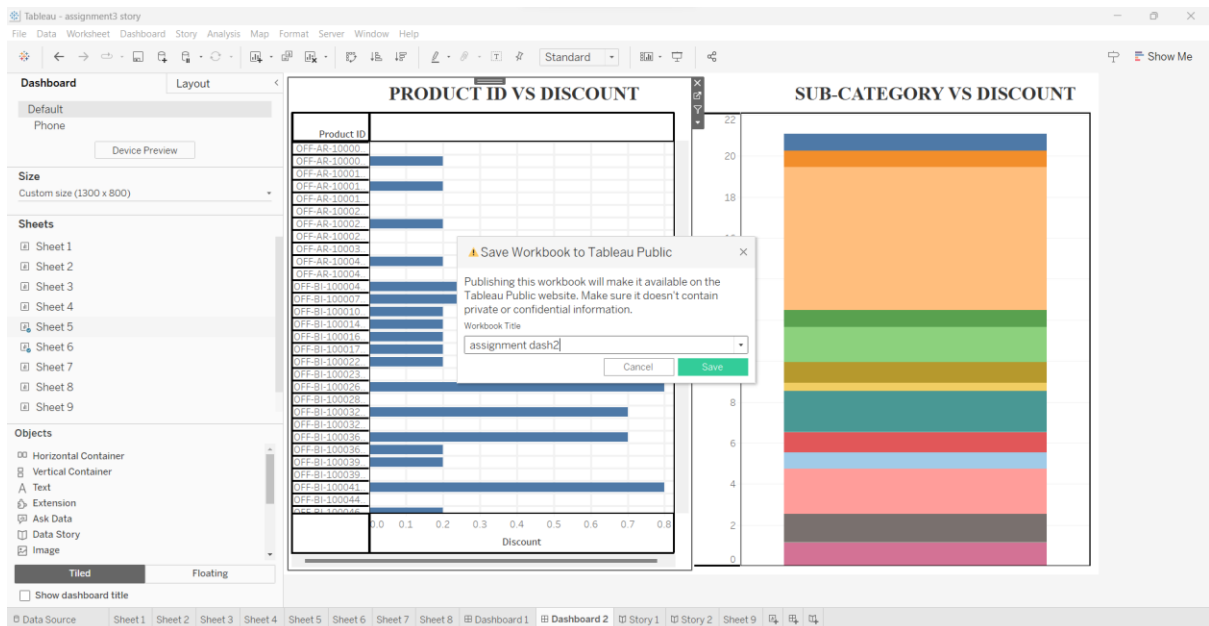 Tableau - assignment3 story
File Data Worksheet Dashboard Story Analysis Map Format Server Window Help
Standard
Show Me
Dashboard
Layout
Default
Phone
Device Preview
Size
Custom size (1300 x 800)
Sheets
Sheet 1
Sheet 2
Sheet 3
Sheet 4
Sheet 5
Sheet 6
Sheet 7
Sheet 8
Sheet 9
Objects
Horizontal Container
Vertical Container
Text
Extension
Ask Data
Data Story
Image
Tiled
Floating
Show dashboard title
PRODUCT ID VS DISCOUNT
Product ID
OFF-AR-10000..
OFF-AR-10000..
OFF-AR-10001..
OFF-AR-10001..
OFF-AR-10001..
OFF-AR-10002..
OFF-AR-10002..
OFF-AR-10002..
OFF-AR-10003..
OFF-AR-10004..
OFF-AR-10004..
OFF-BI-100004..
OFF-BI-100007..
OFF-BI-100010..
OFF-BI-100014..
OFF-BI-100016..
OFF-BI-100017..
OFF-BI-100022..
OFF-BI-100023..
OFF-BI-100026..
OFF-BI-100028..
OFF-BI-100032..
OFF-BI-100032..
OFF-BI-100036..
OFF-BI-100036..
OFF-BI-100039..
OFF-BI-100039..
OFF-BI-100041..
OFF-BI-100044..
OFF-BI-100046..
0.0 0.1 0.2 0.3 0.4 0.5 0.6 0.7 0.8
Discount
Save Workbook to Tableau Public
Publishing this workbook will make it available on the
Tableau Public website. Make sure it doesn't contain
private or confidential information.
Workbook Title
assignment dash2
Cancel
Save
SUB-CATEGORY VS DISCOUNT
22
20
18
8
6
4
2
0
Data Source Sheet 1 Sheet 2 Sheet 3 Sheet 4 Sheet 5 Sheet 6 Sheet 7 Sheet 8 Dashboard 1 Dashboard 2 Story 1 Story 2 Sheet 9